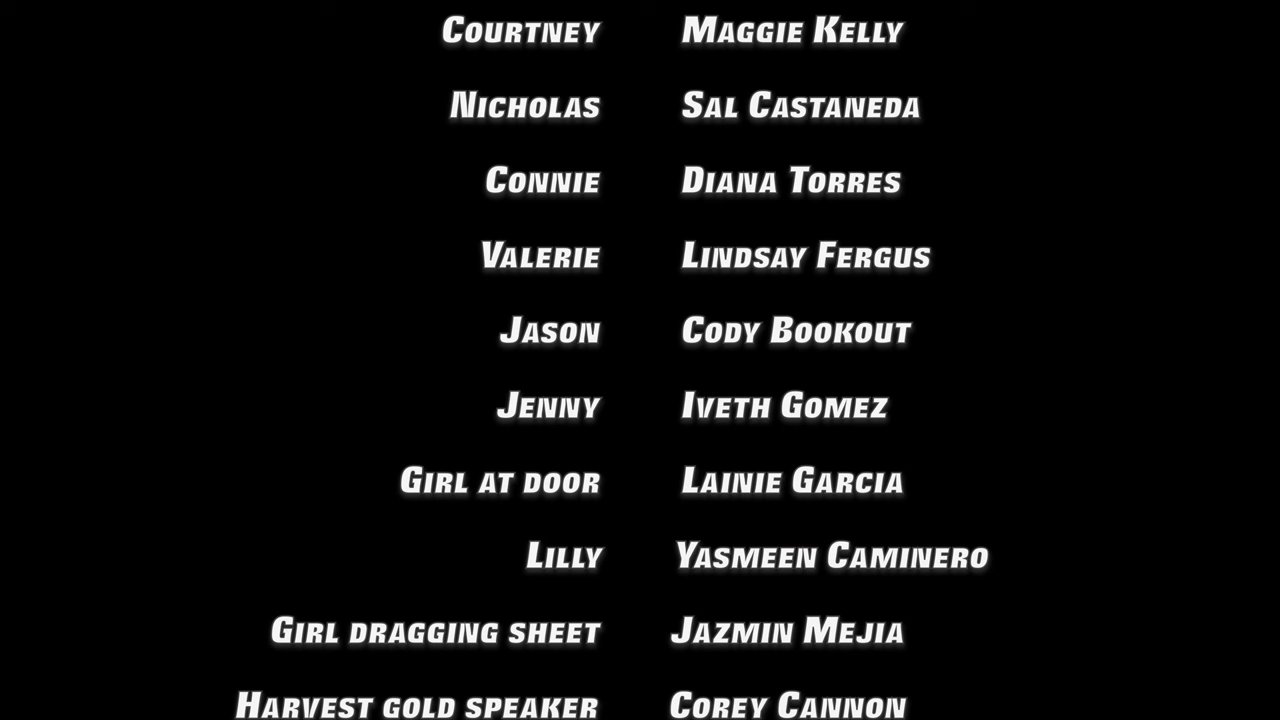 Courtney Maggie Kelly
Nicholas Sal Castaneda
Connie Diana Torres
Valerie Lindsay Fergus
Jason Cody Bookout
Jenny Iveth Gomez
Girl at door Lainie Garcia
Lilly Yasmeen Caminero
Girl dragging sheet Jazmin Mejia
Harvest gold speaker Corey Cannon